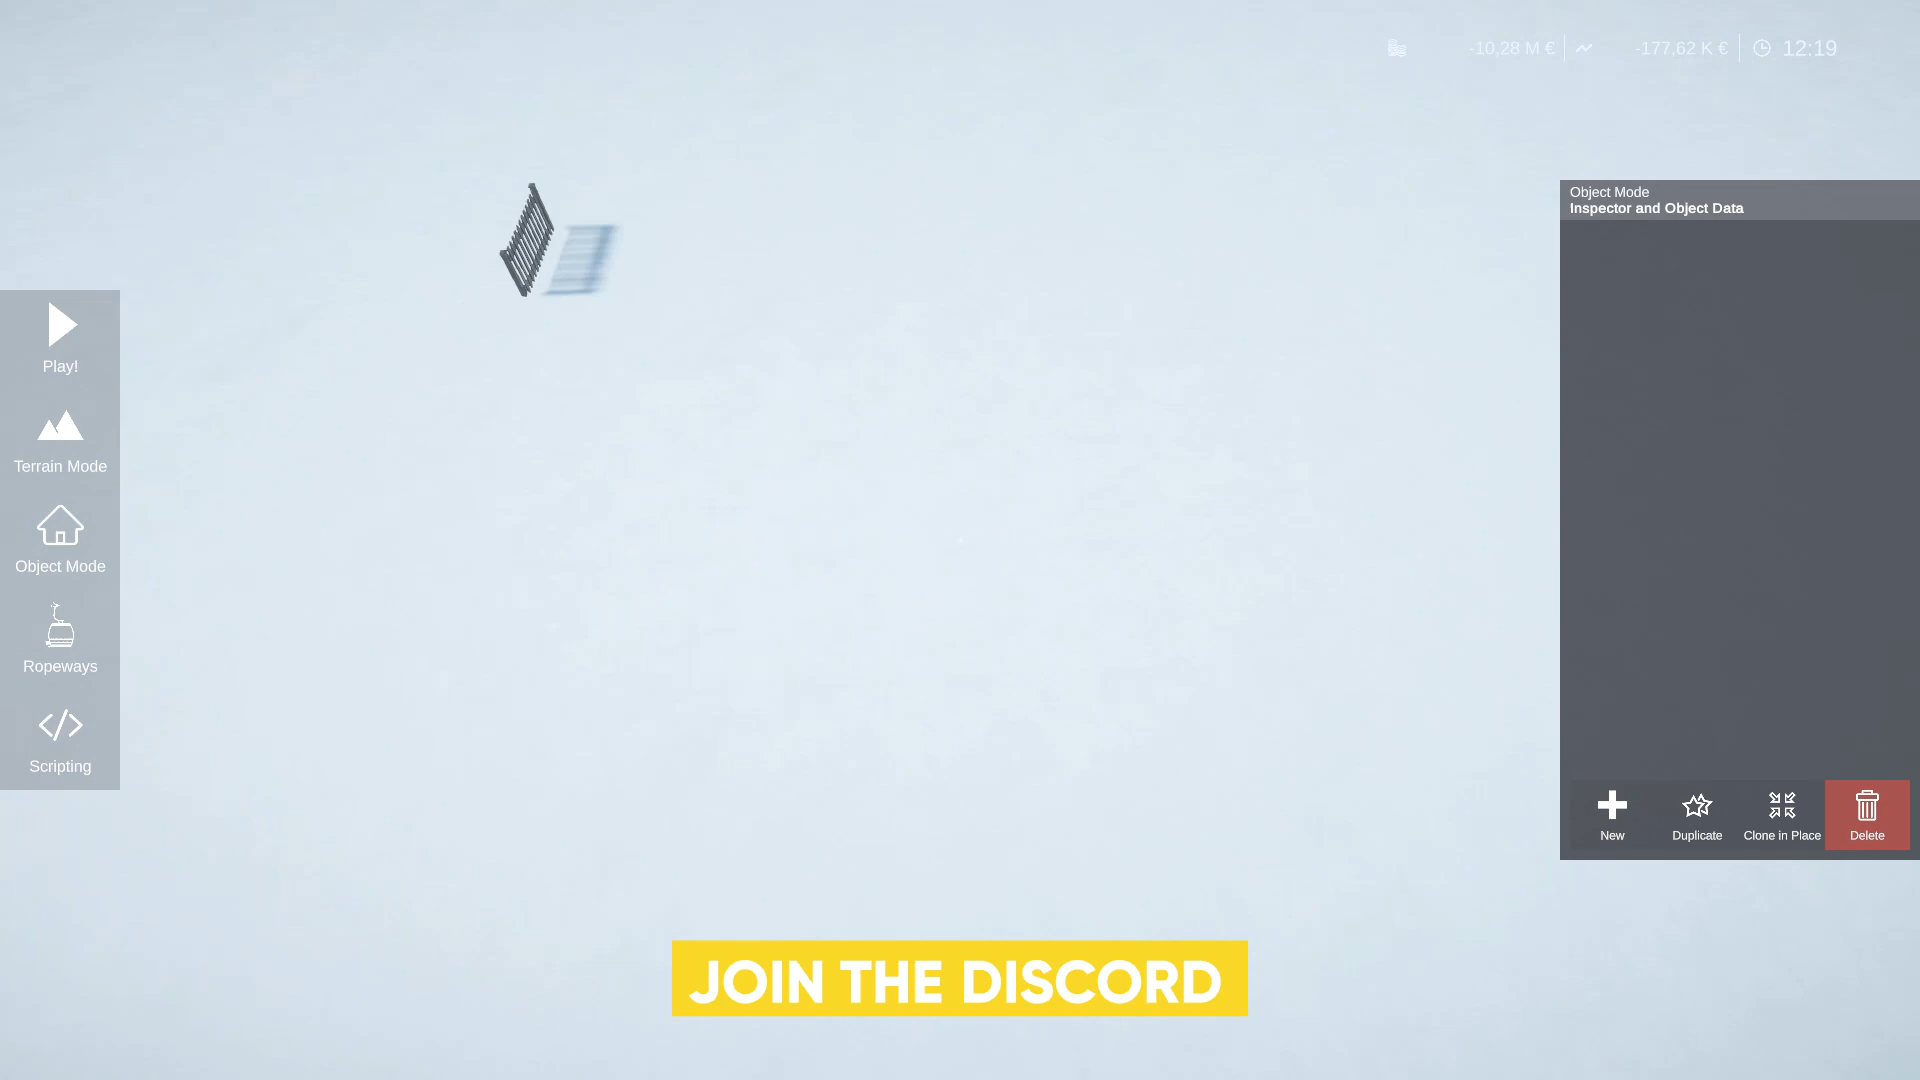 -10,28 M €
-177,62 K €
12:19
Object Mode
Inspector and Object Data
Play!
Terrain Mode
Object Mode
Ropeways
Scripting
New
Duplicate
Clone in Place
Delete
JOIN THE DISCORD